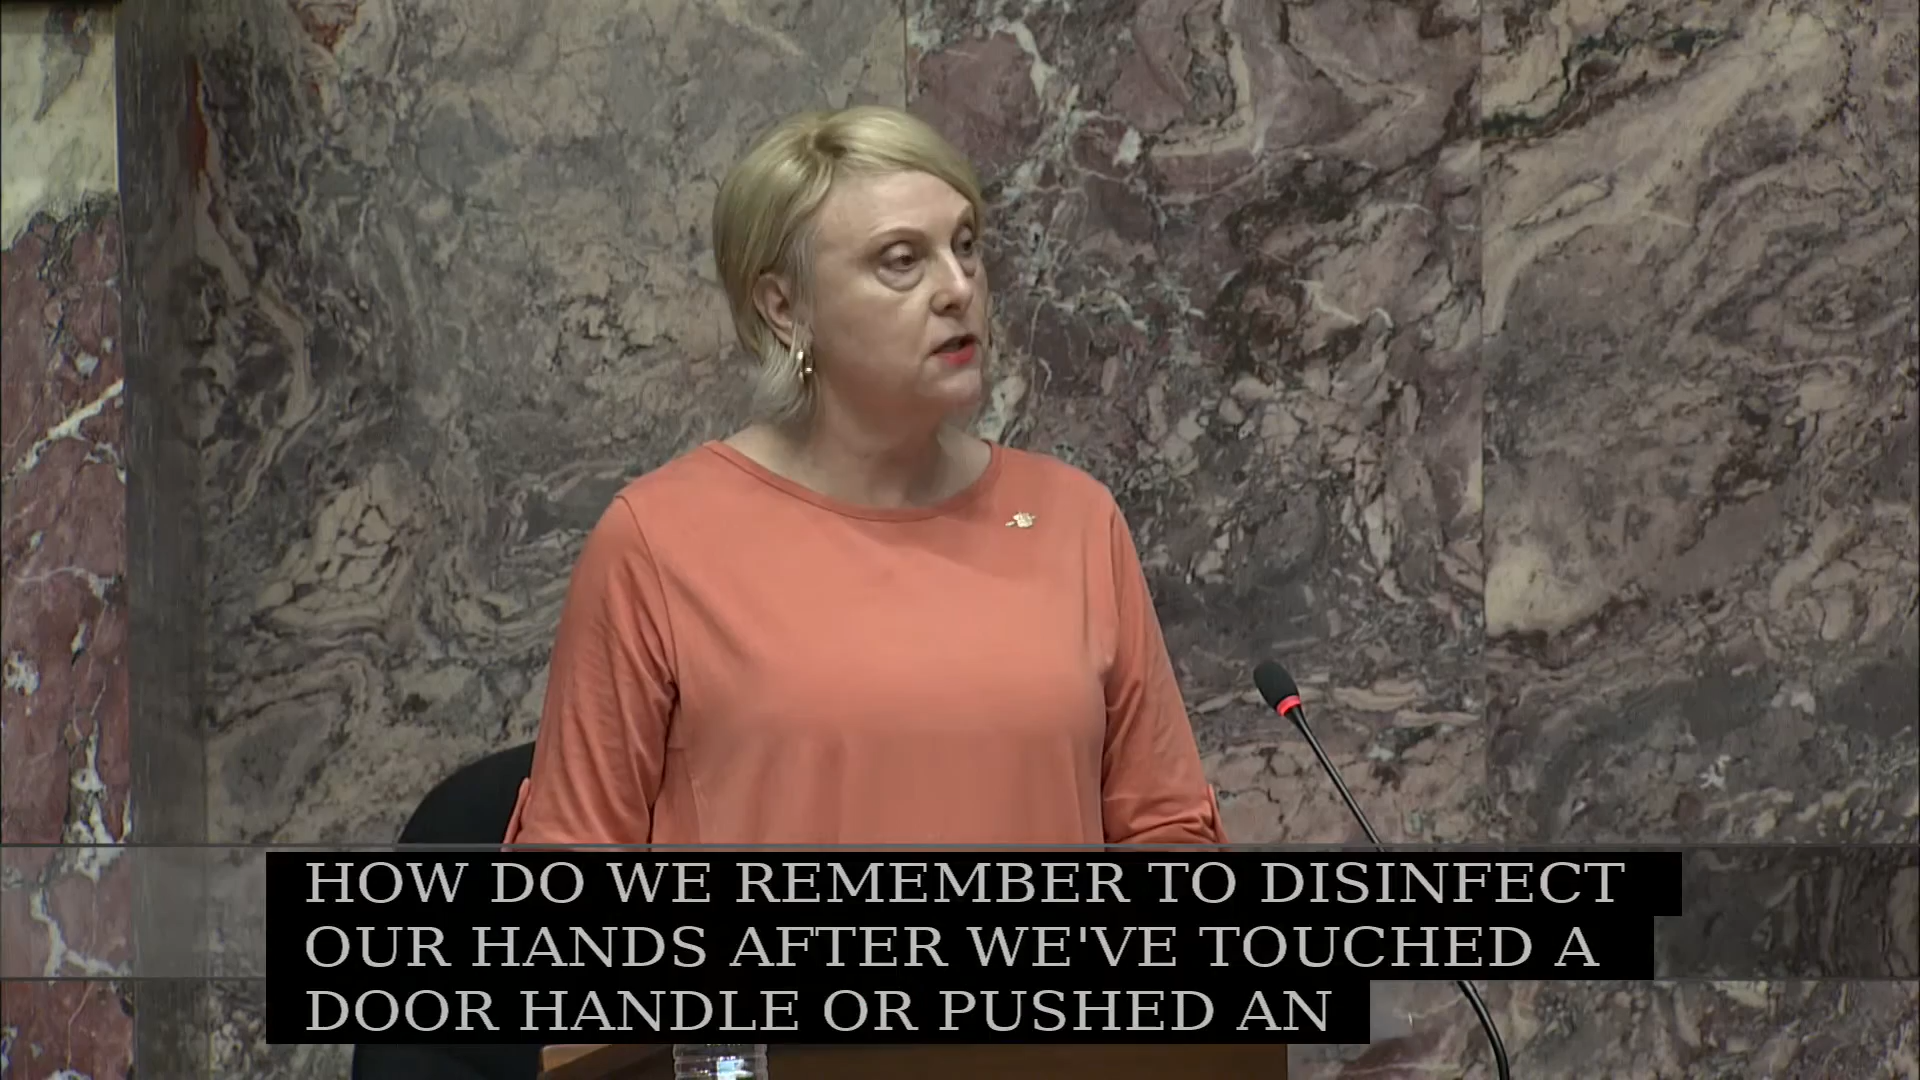 HOW DO WE REMEMBER TO DISINFECT
OUR HANDS AFTER WE'VE TOUCHED A
DOOR HANDLE OR PUSHED AN